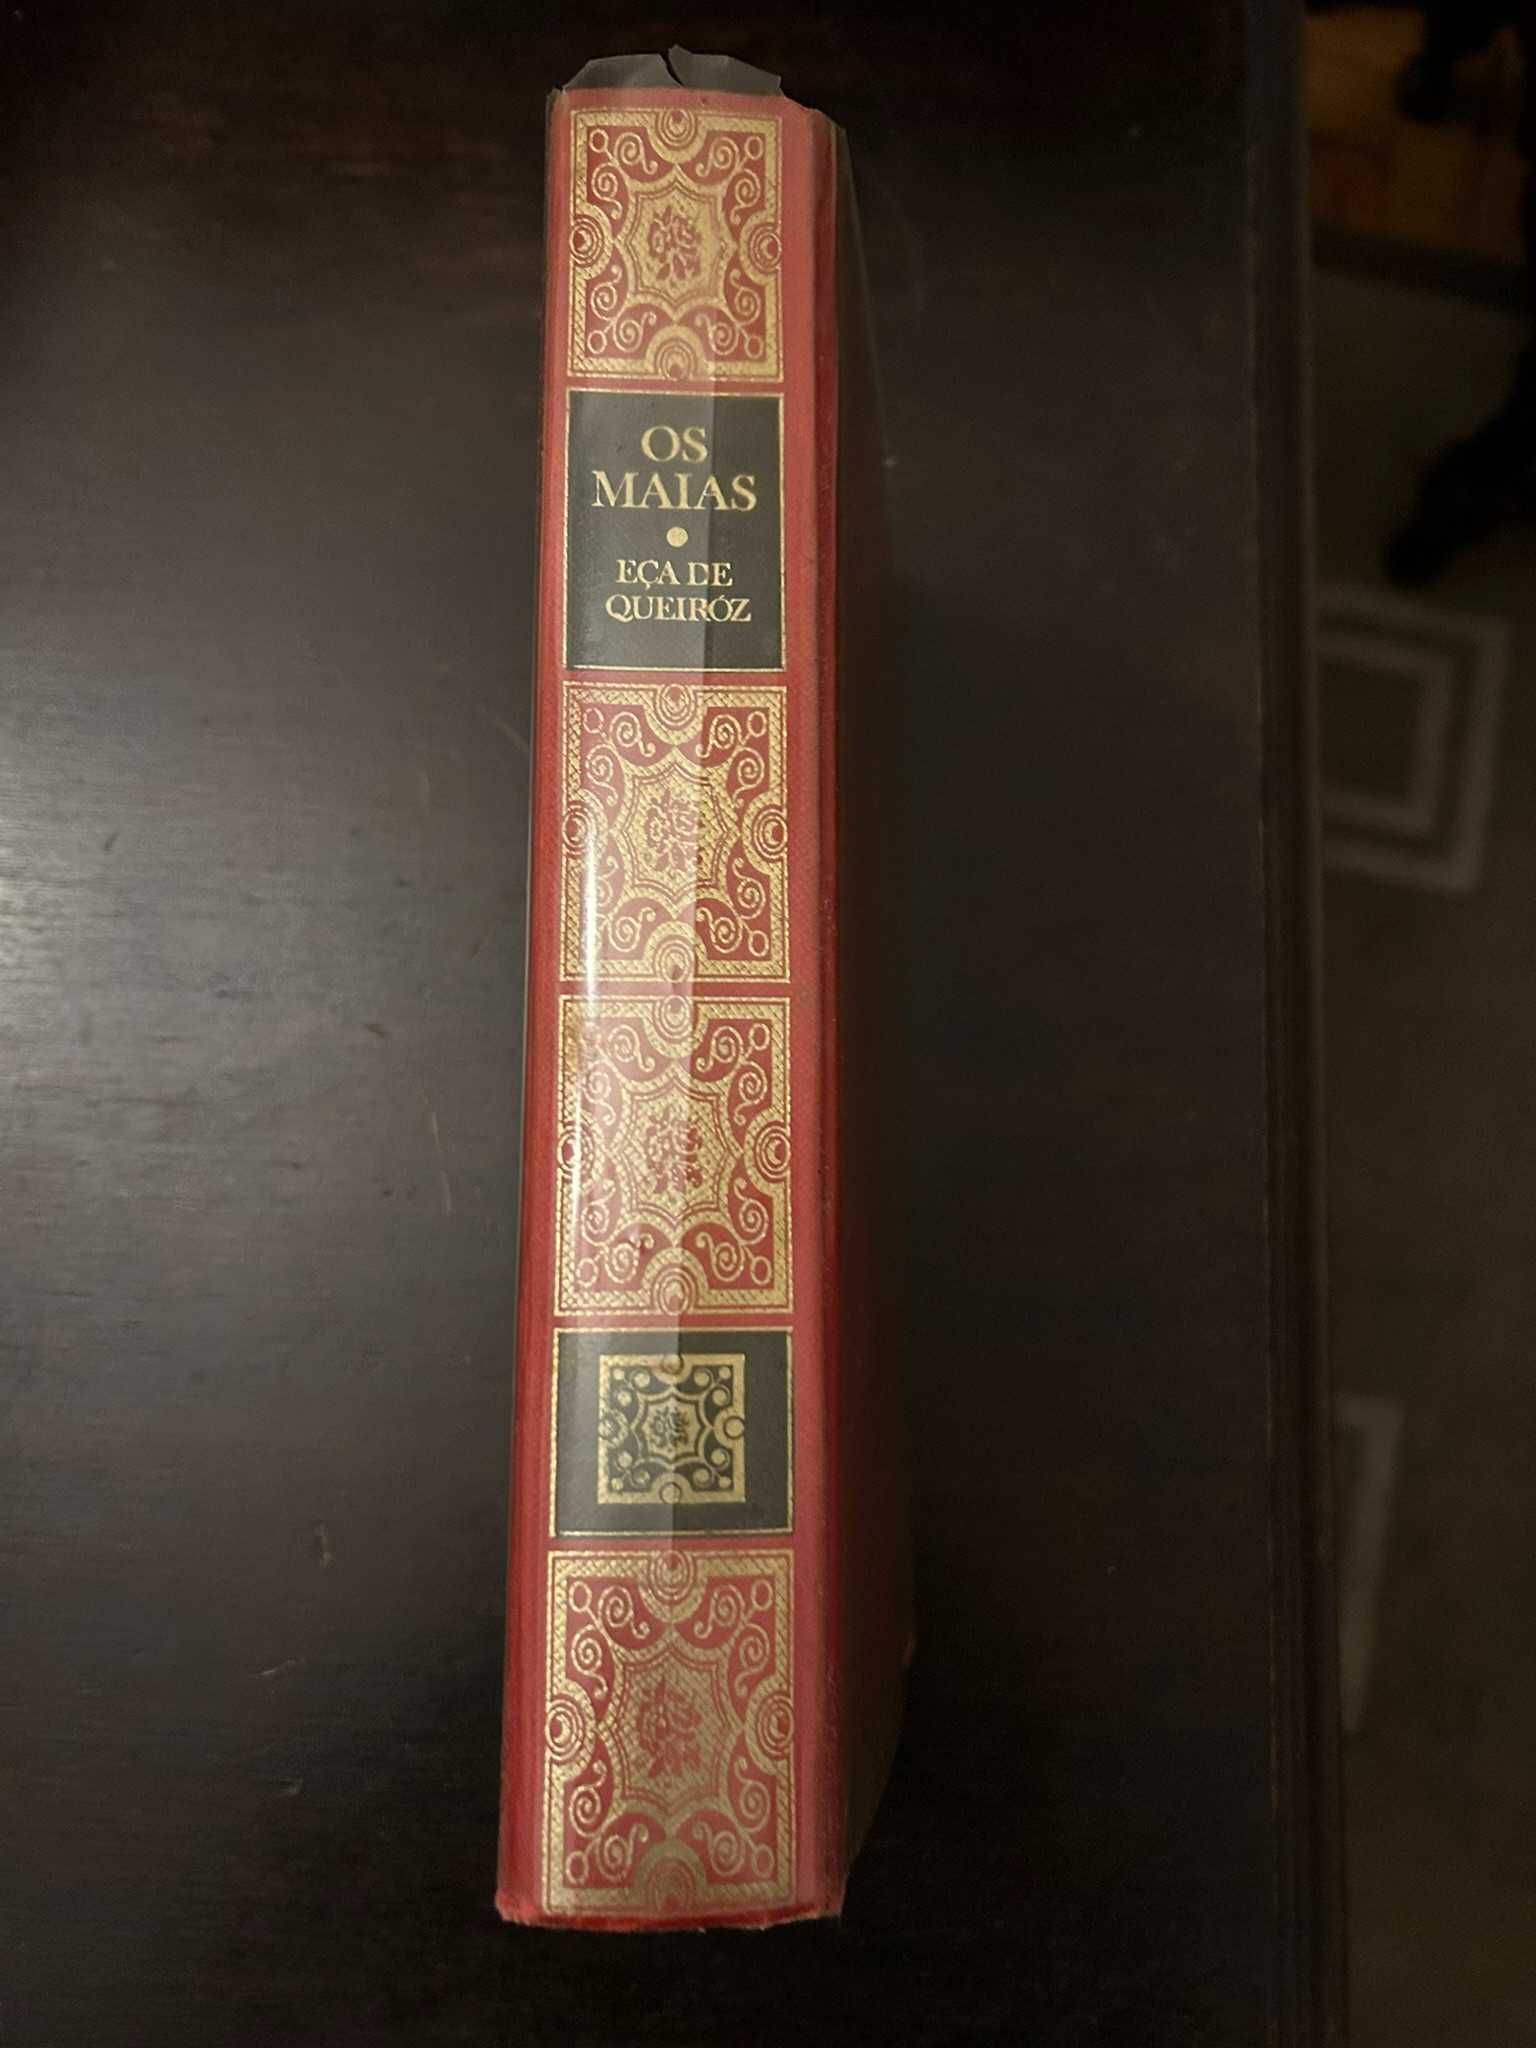 OS
MAIAS
EÇA DE
QUEIRÓZ